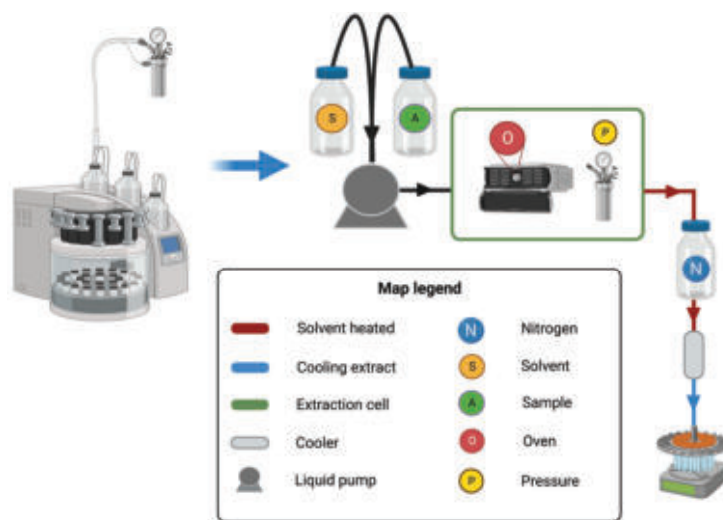 S
A
O
P
N
Map legend
Solvent heated
N
Nitrogen
Cooling extract
S
Solvent
Extraction cell
A
Sample
Cooler
O
Oven
Liquid pump
P
Pressure